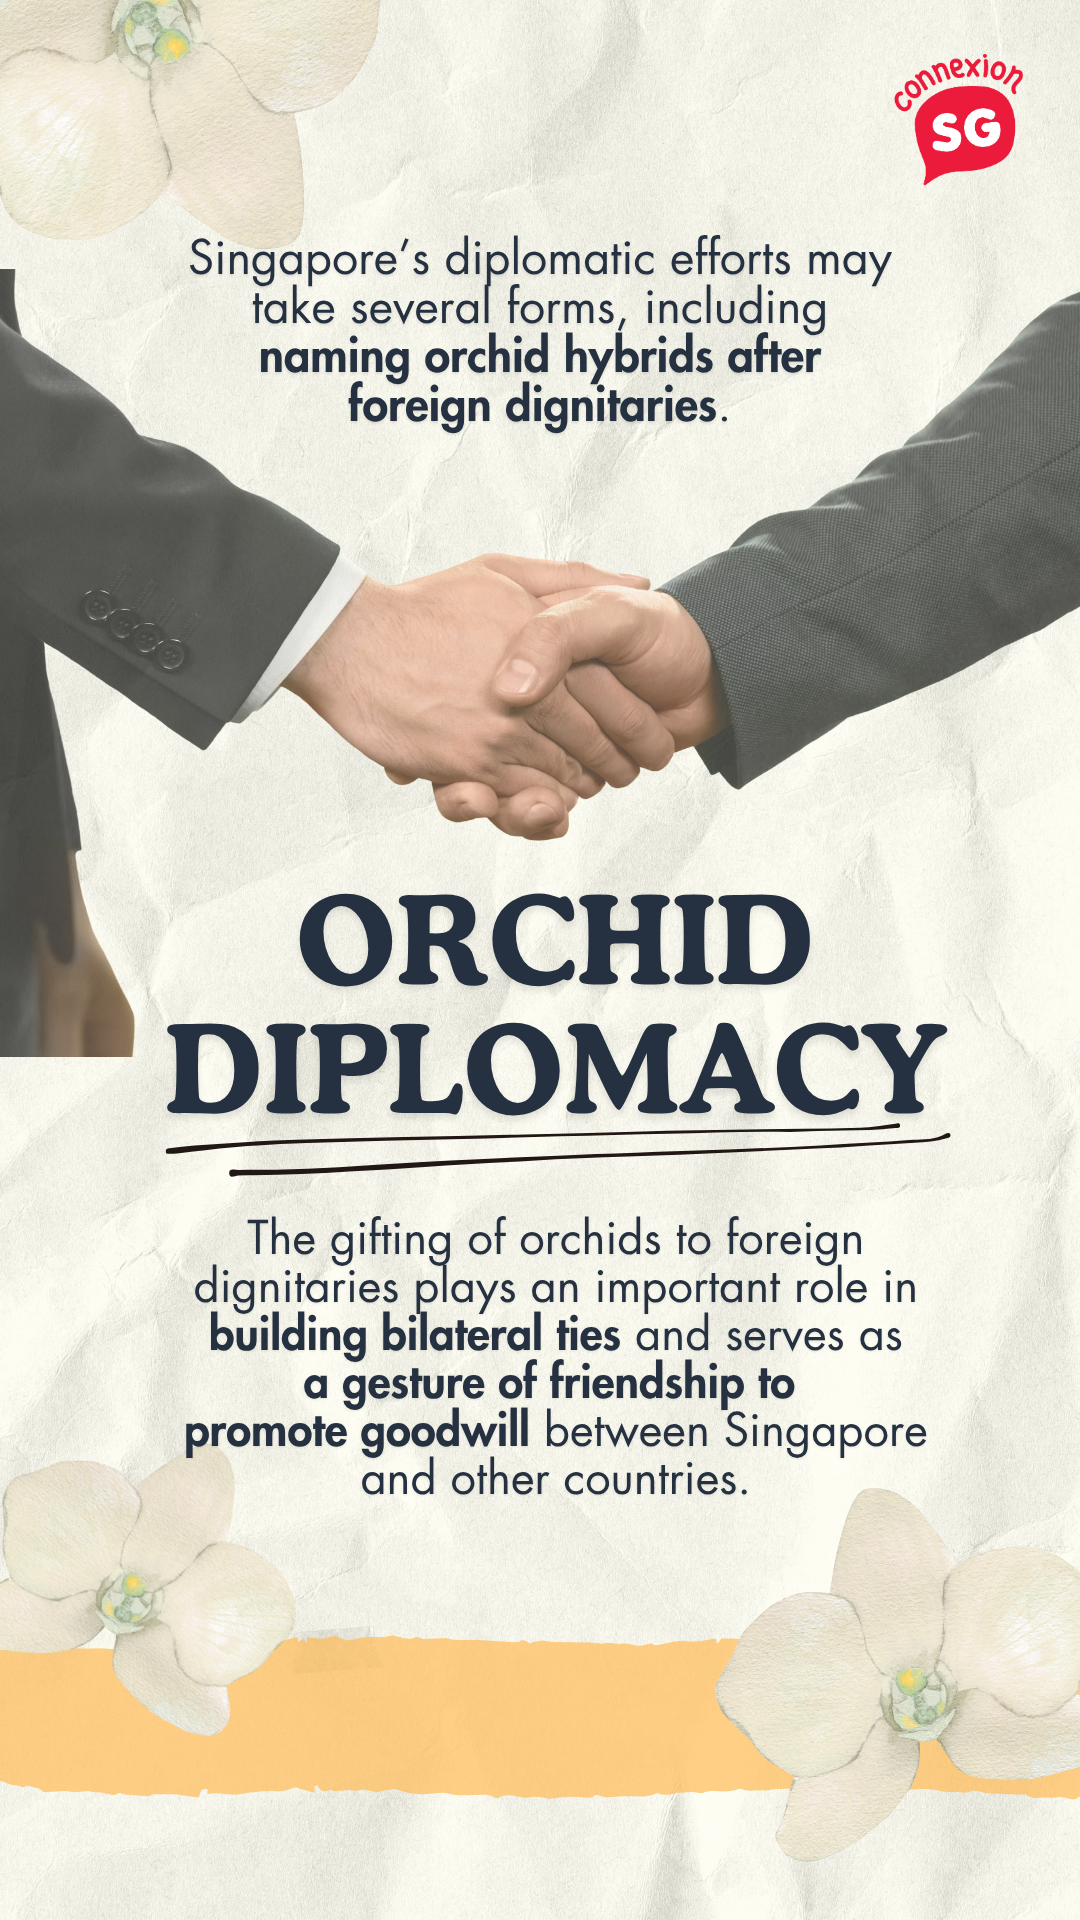 connexion
SG
Singapore’s diplomatic efforts may
take several forms, including
naming orchid hybrids after
foreign dignitaries.
ORCHID
DIPLOMACY
The gifting of orchids to foreign
dignitaries plays an important role in
building bilateral ties and serves as
a gesture of friendship to
promote goodwill between Singapore
and other countries.